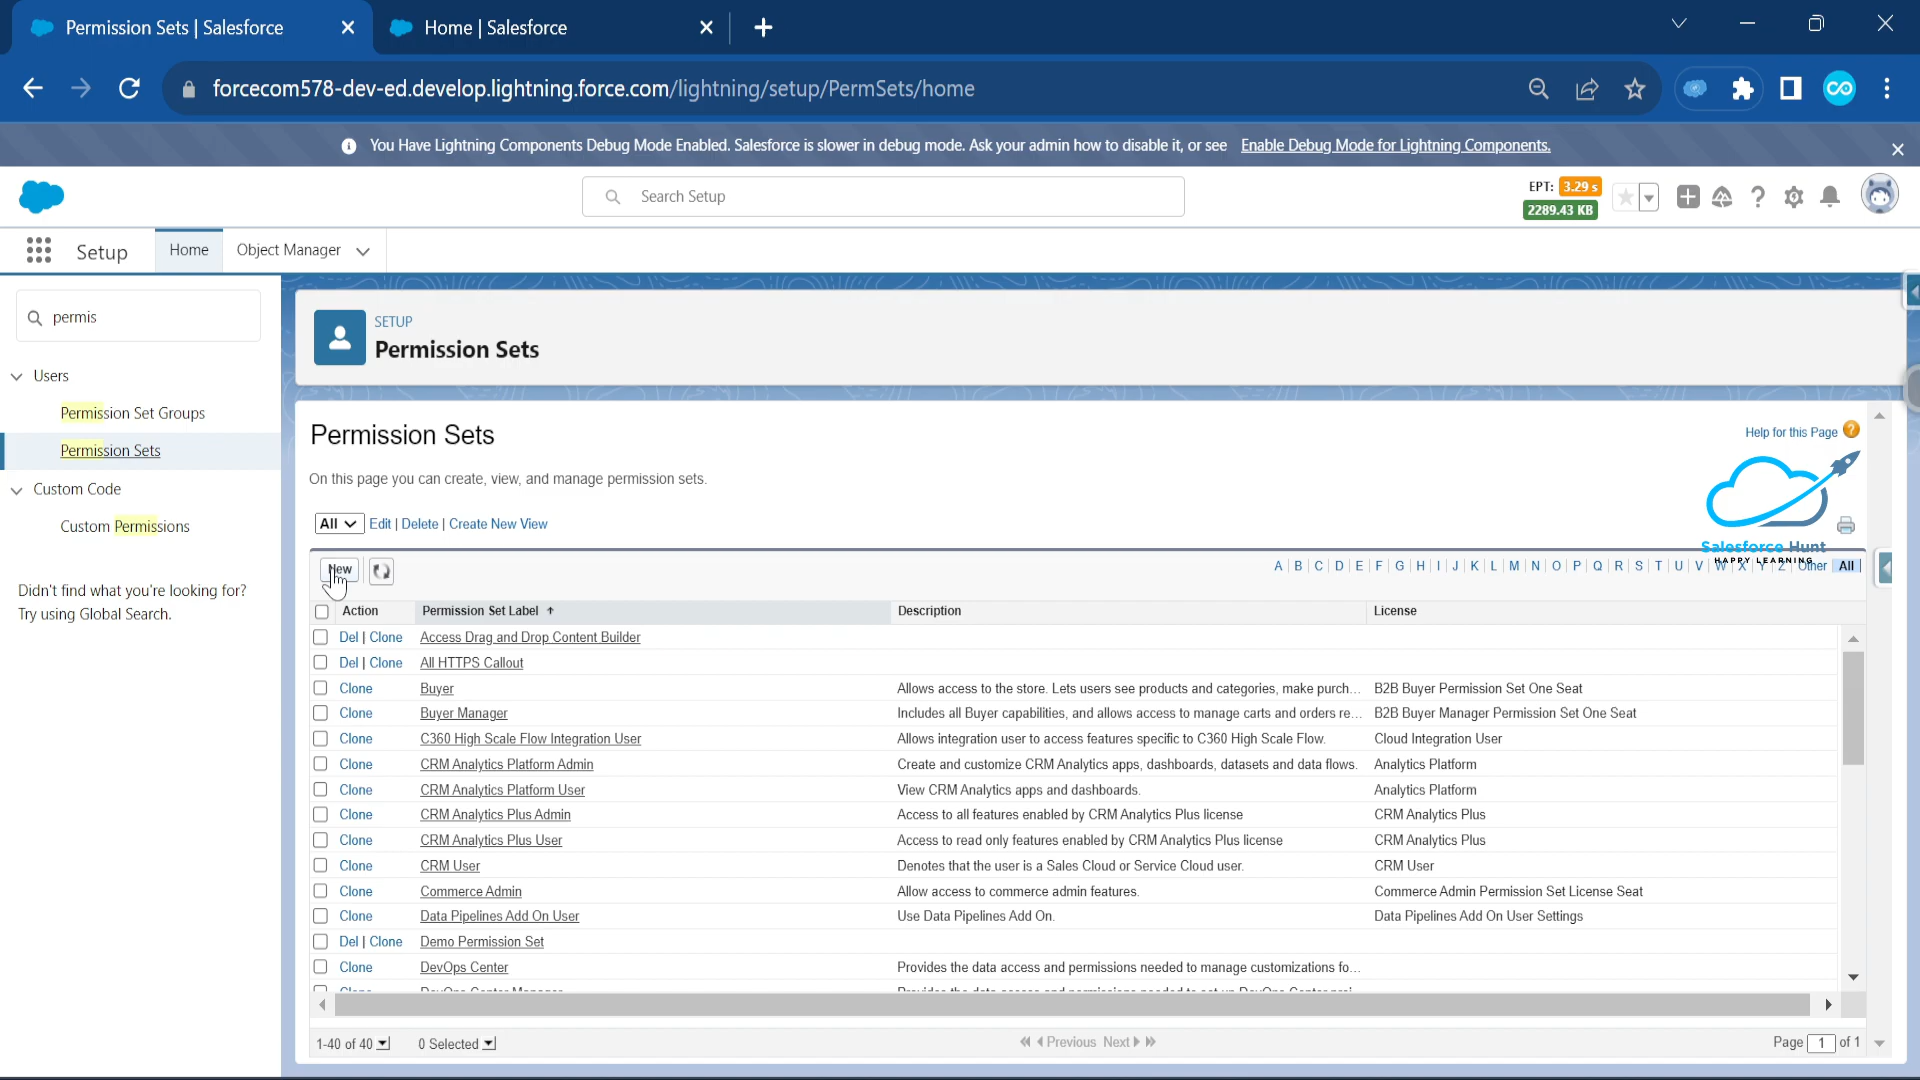 Permission Sets | Salesforce
Home | Salesforce
forcecom578-dev-ed.develop.lightning.force.com/lightning/setup/PermSets/home
You Have Lightning Components Debug Mode Enabled. Salesforce is slower in debug mode. Ask your admin how to disable it, or see Enable Debug Mode for Lightning Components.
Search Setup
EPT: 3.29 s
2289.43 KB
Setup
Home
Object Manager
permis
Users
Permission Set Groups
Permission Sets
Custom Code
Custom Permissions
Didn't find what you're looking for?
Try using Global Search.
SETUP
Permission Sets
Permission Sets
Help for this Page
On this page you can create, view, and manage permission sets.
All Edit | Delete | Create New View
Salesforce Hunt
HAPPY LEARNING
New
A | B | C | D | E | F | G | H | I | J | K | L | M | N | O | P | Q | R | S | T | U | V | W | X | Y | Z | Other | All
Action Permission Set Label Description License
Del | Clone Access Drag and Drop Content Builder
Del | Clone All HTTPS Callout
Clone Buyer Allows access to the store. Lets users see products and categories, make purch... B2B Buyer Permission Set One Seat
Clone Buyer Manager Includes all Buyer capabilities, and allows access to manage carts and orders re... B2B Buyer Manager Permission Set One Seat
Clone C360 High Scale Flow Integration User Allows integration user to access features specific to C360 High Scale Flow. Cloud Integration User
Clone CRM Analytics Platform Admin Create and customize CRM Analytics apps, dashboards, datasets and data flows. Analytics Platform
Clone CRM Analytics Platform User View CRM Analytics apps and dashboards. Analytics Platform
Clone CRM Analytics Plus Admin Access to all features enabled by CRM Analytics Plus license CRM Analytics Plus
Clone CRM Analytics Plus User Access to read only features enabled by CRM Analytics Plus license CRM Analytics Plus
Clone CRM User Denotes that the user is a Sales Cloud or Service Cloud user. CRM User
Clone Commerce Admin Allow access to commerce admin features. Commerce Admin Permission Set License Seat
Clone Data Pipelines Add On User Use Data Pipelines Add On. Data Pipelines Add On User Settings
Del | Clone Demo Permission Set
Clone DevOps Center Provides the data access and permissions needed to manage customizations fo...
1-40 of 40 0 Selected Previous Next Page 1 of 1